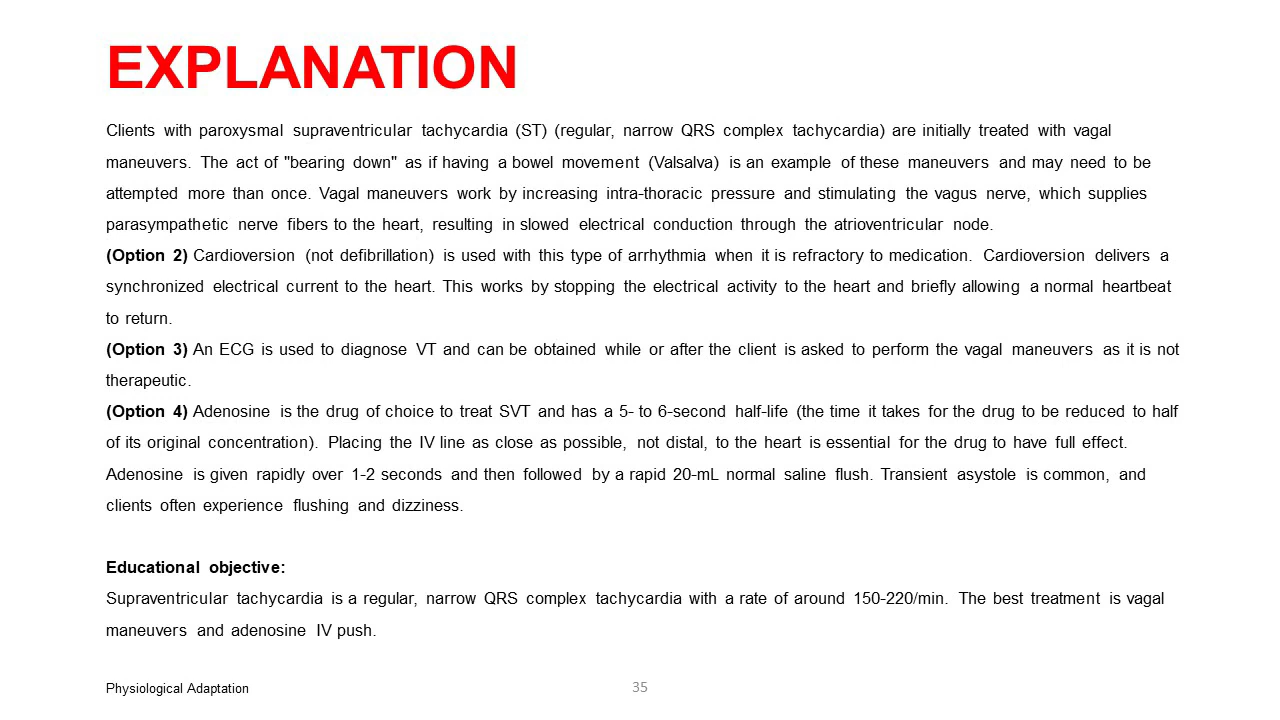 EXPLANATION
Clients with paroxysmal supraventricular tachycardia (ST) (regular, narrow QRS complex tachycardia) are initially treated with vagal
maneuvers. The act of "bearing down" as if having a bowel movement (Valsalva) is an example of these maneuvers and may need to be
attempted more than once. Vagal maneuvers work by increasing intra-thoracic pressure and stimulating the vagus nerve, which supplies
parasympathetic nerve fibers to the heart, resulting in slowed electrical conduction through the atrioventricular node.
(Option 2) Cardioversion (not defibrillation) is used with this type of arrhythmia when it is refractory to medication. Cardioversion delivers a
synchronized electrical current to the heart. This works by stopping the electrical activity to the heart and briefly allowing a normal heartbeat
to return.
(Option 3) An ECG is used to diagnose VT and can be obtained while or after the client is asked to perform the vagal maneuvers as it is not
therapeutic.
(Option 4) Adenosine is the drug of choice to treat SVT and has a 5- to 6-second half-life (the time it takes for the drug to be reduced to half
of its original concentration). Placing the IV line as close as possible, not distal, to the heart is essential for the drug to have full effect.
Adenosine is given rapidly over 1-2 seconds and then followed by a rapid 20-mL normal saline flush. Transient asystole is common, and
clients often experience flushing and dizziness.
Educational objective:
Supraventricular tachycardia is a regular, narrow QRS complex tachycardia with a rate of around 150-220/min. The best treatment is vagal
maneuvers and adenosine IV push.
Physiological Adaptation
35